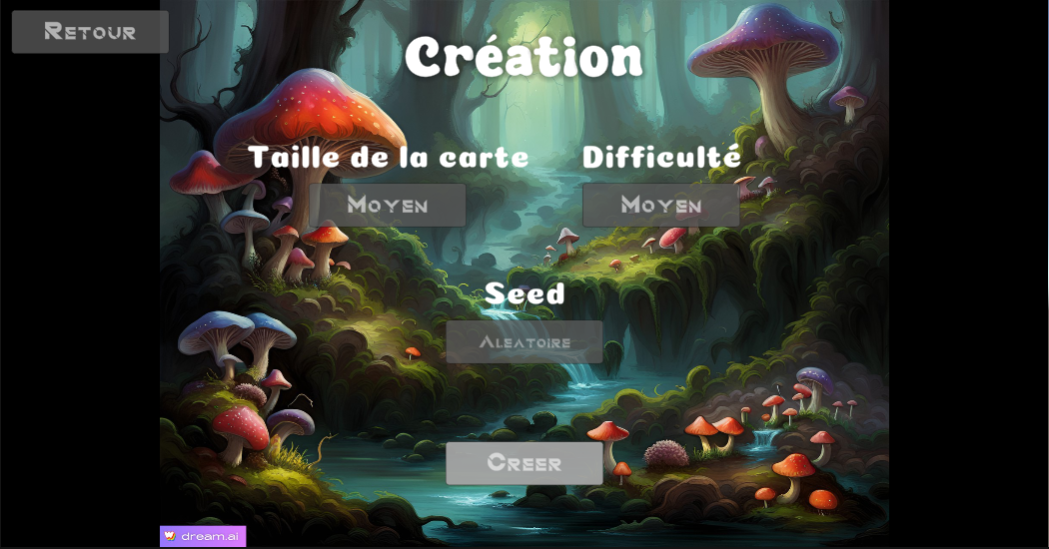 Retour
Création
Taille de la carte
Difficulté
Moyen
Moyen
Seed
Aleatoire
Creer
dream.ai